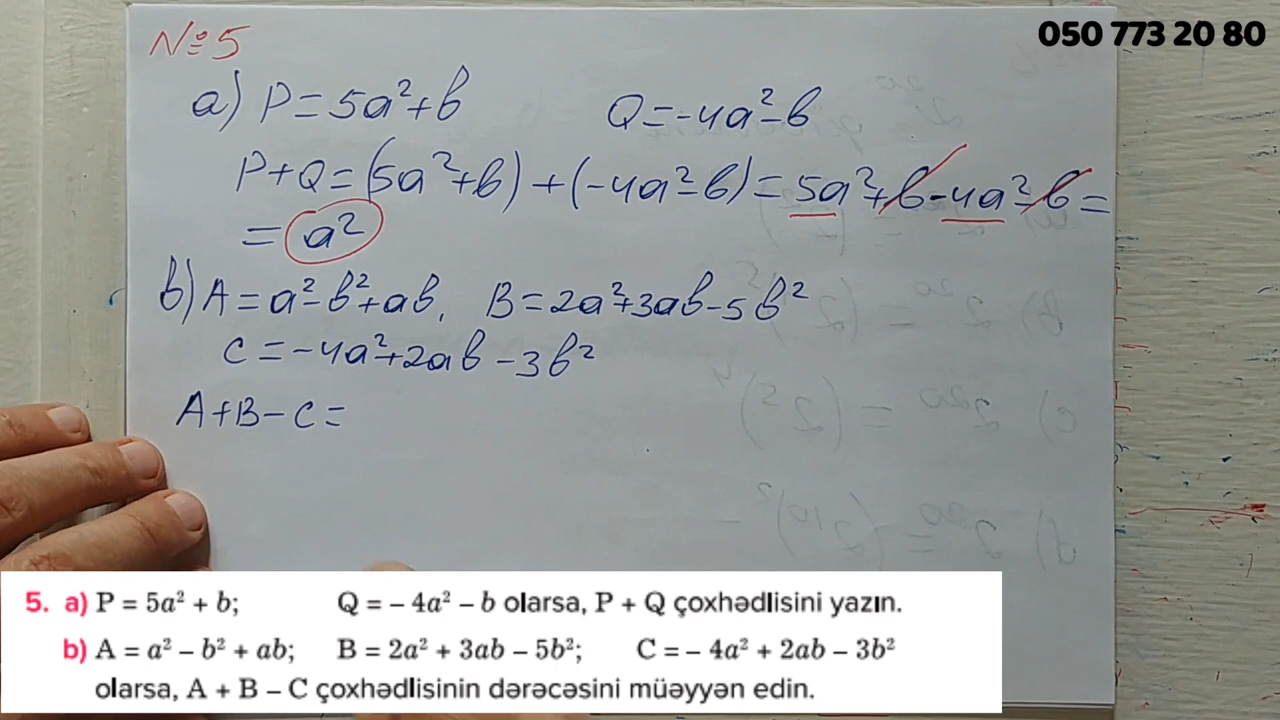 050 773 20 80
№5
a) P=5a²+b Q=-4a²-b
P+Q=(5a²+b)+(-4a²-b)=5a²+b-4a²-b=
=a²
b) A=a²-b²+ab, B=2a²+3ab-5b²
C=-4a²+2ab-3b²
A+B-C=
5. a) P = 5a² + b; Q = – 4a² – b olarsa, P + Q çoxhədlisini yazın.
b) A = a² – b² + ab; B = 2a² + 3ab – 5b²; C = – 4a² + 2ab – 3b²
olarsa, A + B – C çoxhədlisinin dərəcəsini müəyyən edin.